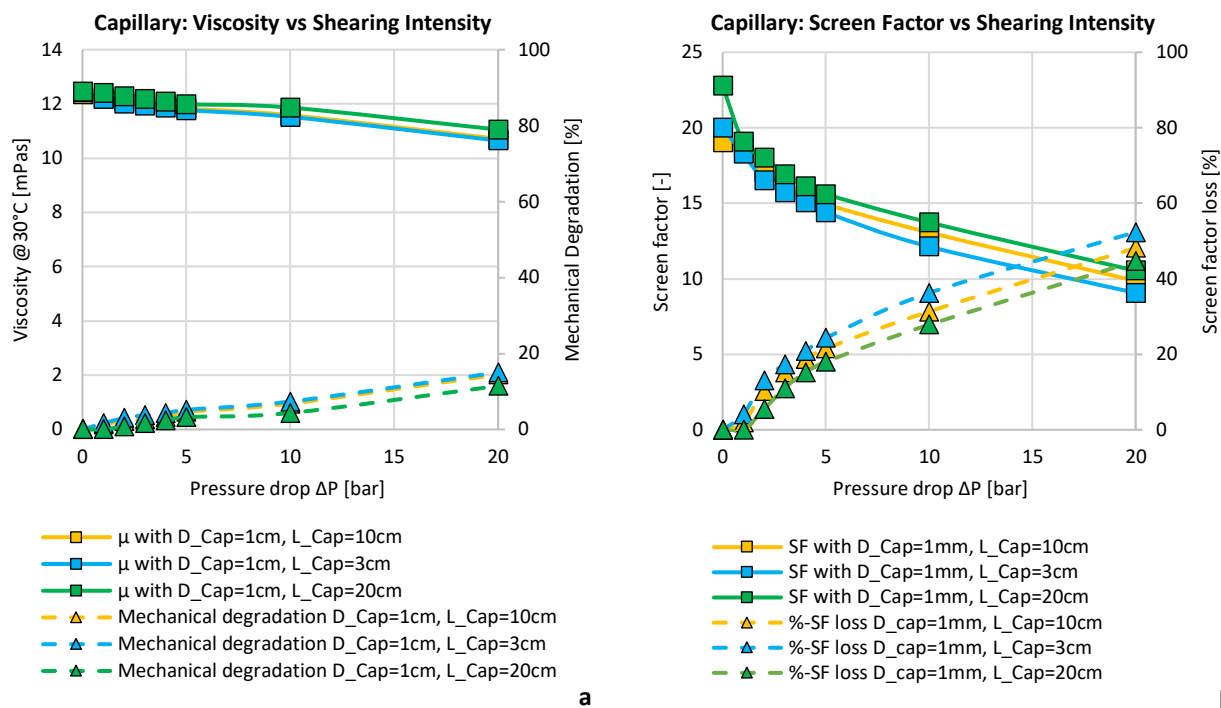 Capillary: Viscosity vs Shearing Intensity
14
12
10
8
6
4
2
0
Viscosity @30°C [mPas]
100
80
60
40
20
0
Mechanical Degradation [%]
0
5
10
20
Pressure drop ΔP [bar]
μ with D_Cap=1cm, L_Cap=10cm
μ with D_Cap=1cm, L_Cap=3cm
μ with D_Cap=1cm, L_Cap=20cm
Mechanical degradation D_Cap=1cm, L_Cap=10cm
Mechanical degradation D_Cap=1cm, L_Cap=3cm
Mechanical degradation D_Cap=1cm, L_Cap=20cm
a
Capillary: Screen Factor vs Shearing Intensity
25
20
15
10
5
0
Screen factor [-]
100
80
60
40
20
0
Screen factor loss [%]
0
5
10
15
20
Pressure drop ΔP [bar]
SF with D_Cap=1mm, L_Cap=10cm
SF with D_Cap=1mm, L_Cap=3cm
SF with D_Cap=1mm, L_Cap=20cm
%-SF loss D_cap=1mm, L_Cap=10cm
%-SF loss D_cap=1mm, L_Cap=3cm
%-SF loss D_cap=1mm, L_Cap=20cm